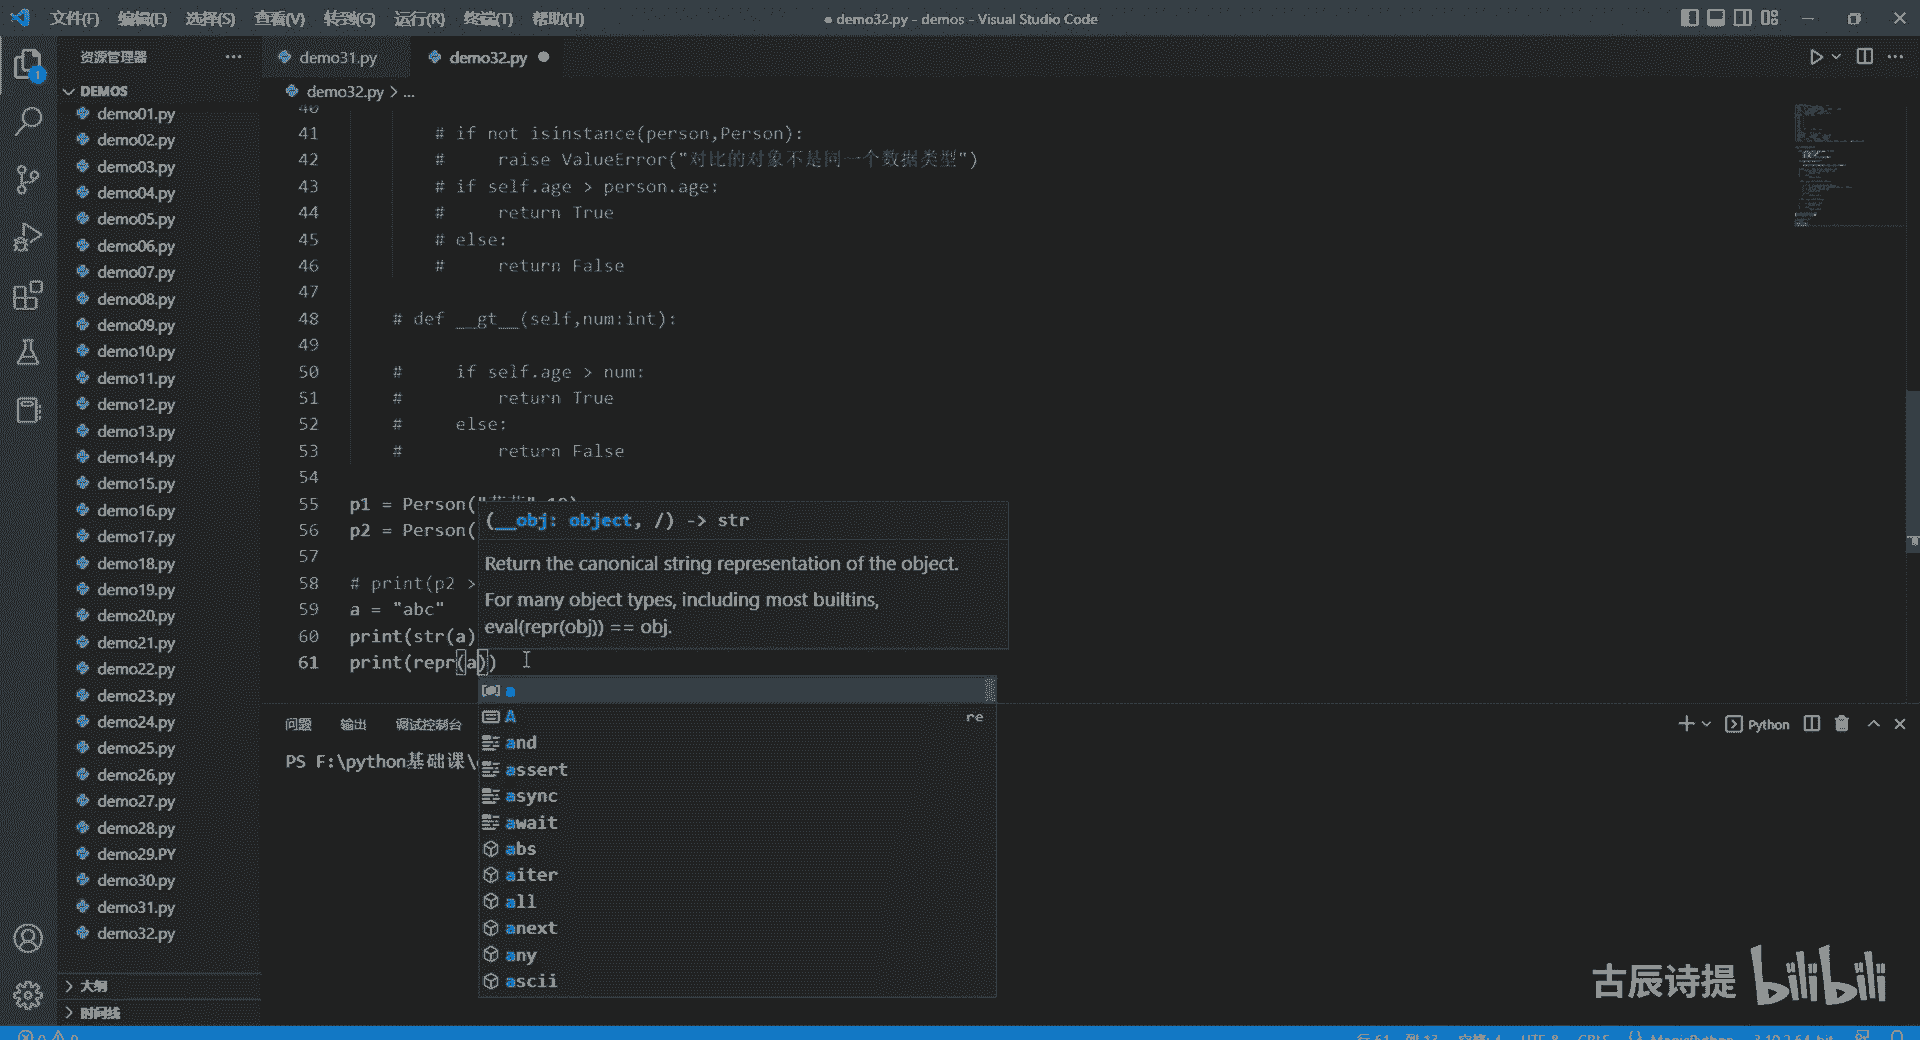 文件(F) 编辑(E) 选择(S) 查看(V) 转到(G) 运行(R) 终端(T) 帮助(H)
● demo32.py - demos - Visual Studio Code
资源管理器
DEMOS
demo01.py
demo02.py
demo03.py
demo04.py
demo05.py
demo06.py
demo07.py
demo08.py
demo09.py
demo10.py
demo11.py
demo12.py
demo13.py
demo14.py
demo15.py
demo16.py
demo17.py
demo18.py
demo19.py
demo20.py
demo21.py
demo22.py
demo23.py
demo24.py
demo25.py
demo26.py
demo27.py
demo28.py
demo29.PY
demo30.py
demo31.py
demo32.py
大纲
时间线
1
demo31.py
demo32.py
demo32.py > ...
40
41 # if not isinstance(person,Person):
42 # raise ValueError("对比的对象不是同一个数据类型")
43 # if self.age > person.age:
44 # return True
45 # else:
46 # return False
47
48 # def __gt__(self,num:int):
49
50 # if self.age > num:
51 # return True
52 # else:
53 # return False
54
55 p1 = Person(
56 p2 = Person(
57
58 # print(p2 >
59 a = "abc"
60 print(str(a)
61 print(repr(a))
(__obj: object, /) -> str
Return the canonical string representation of the object.
For many object types, including most builtins,
eval(repr(obj)) == obj.
a
A re
and
assert
async
await
abs
aiter
all
anext
any
ascii
问题 输出 调试控制台
Python
PS F:\python基础课\
古辰诗提 bilibili